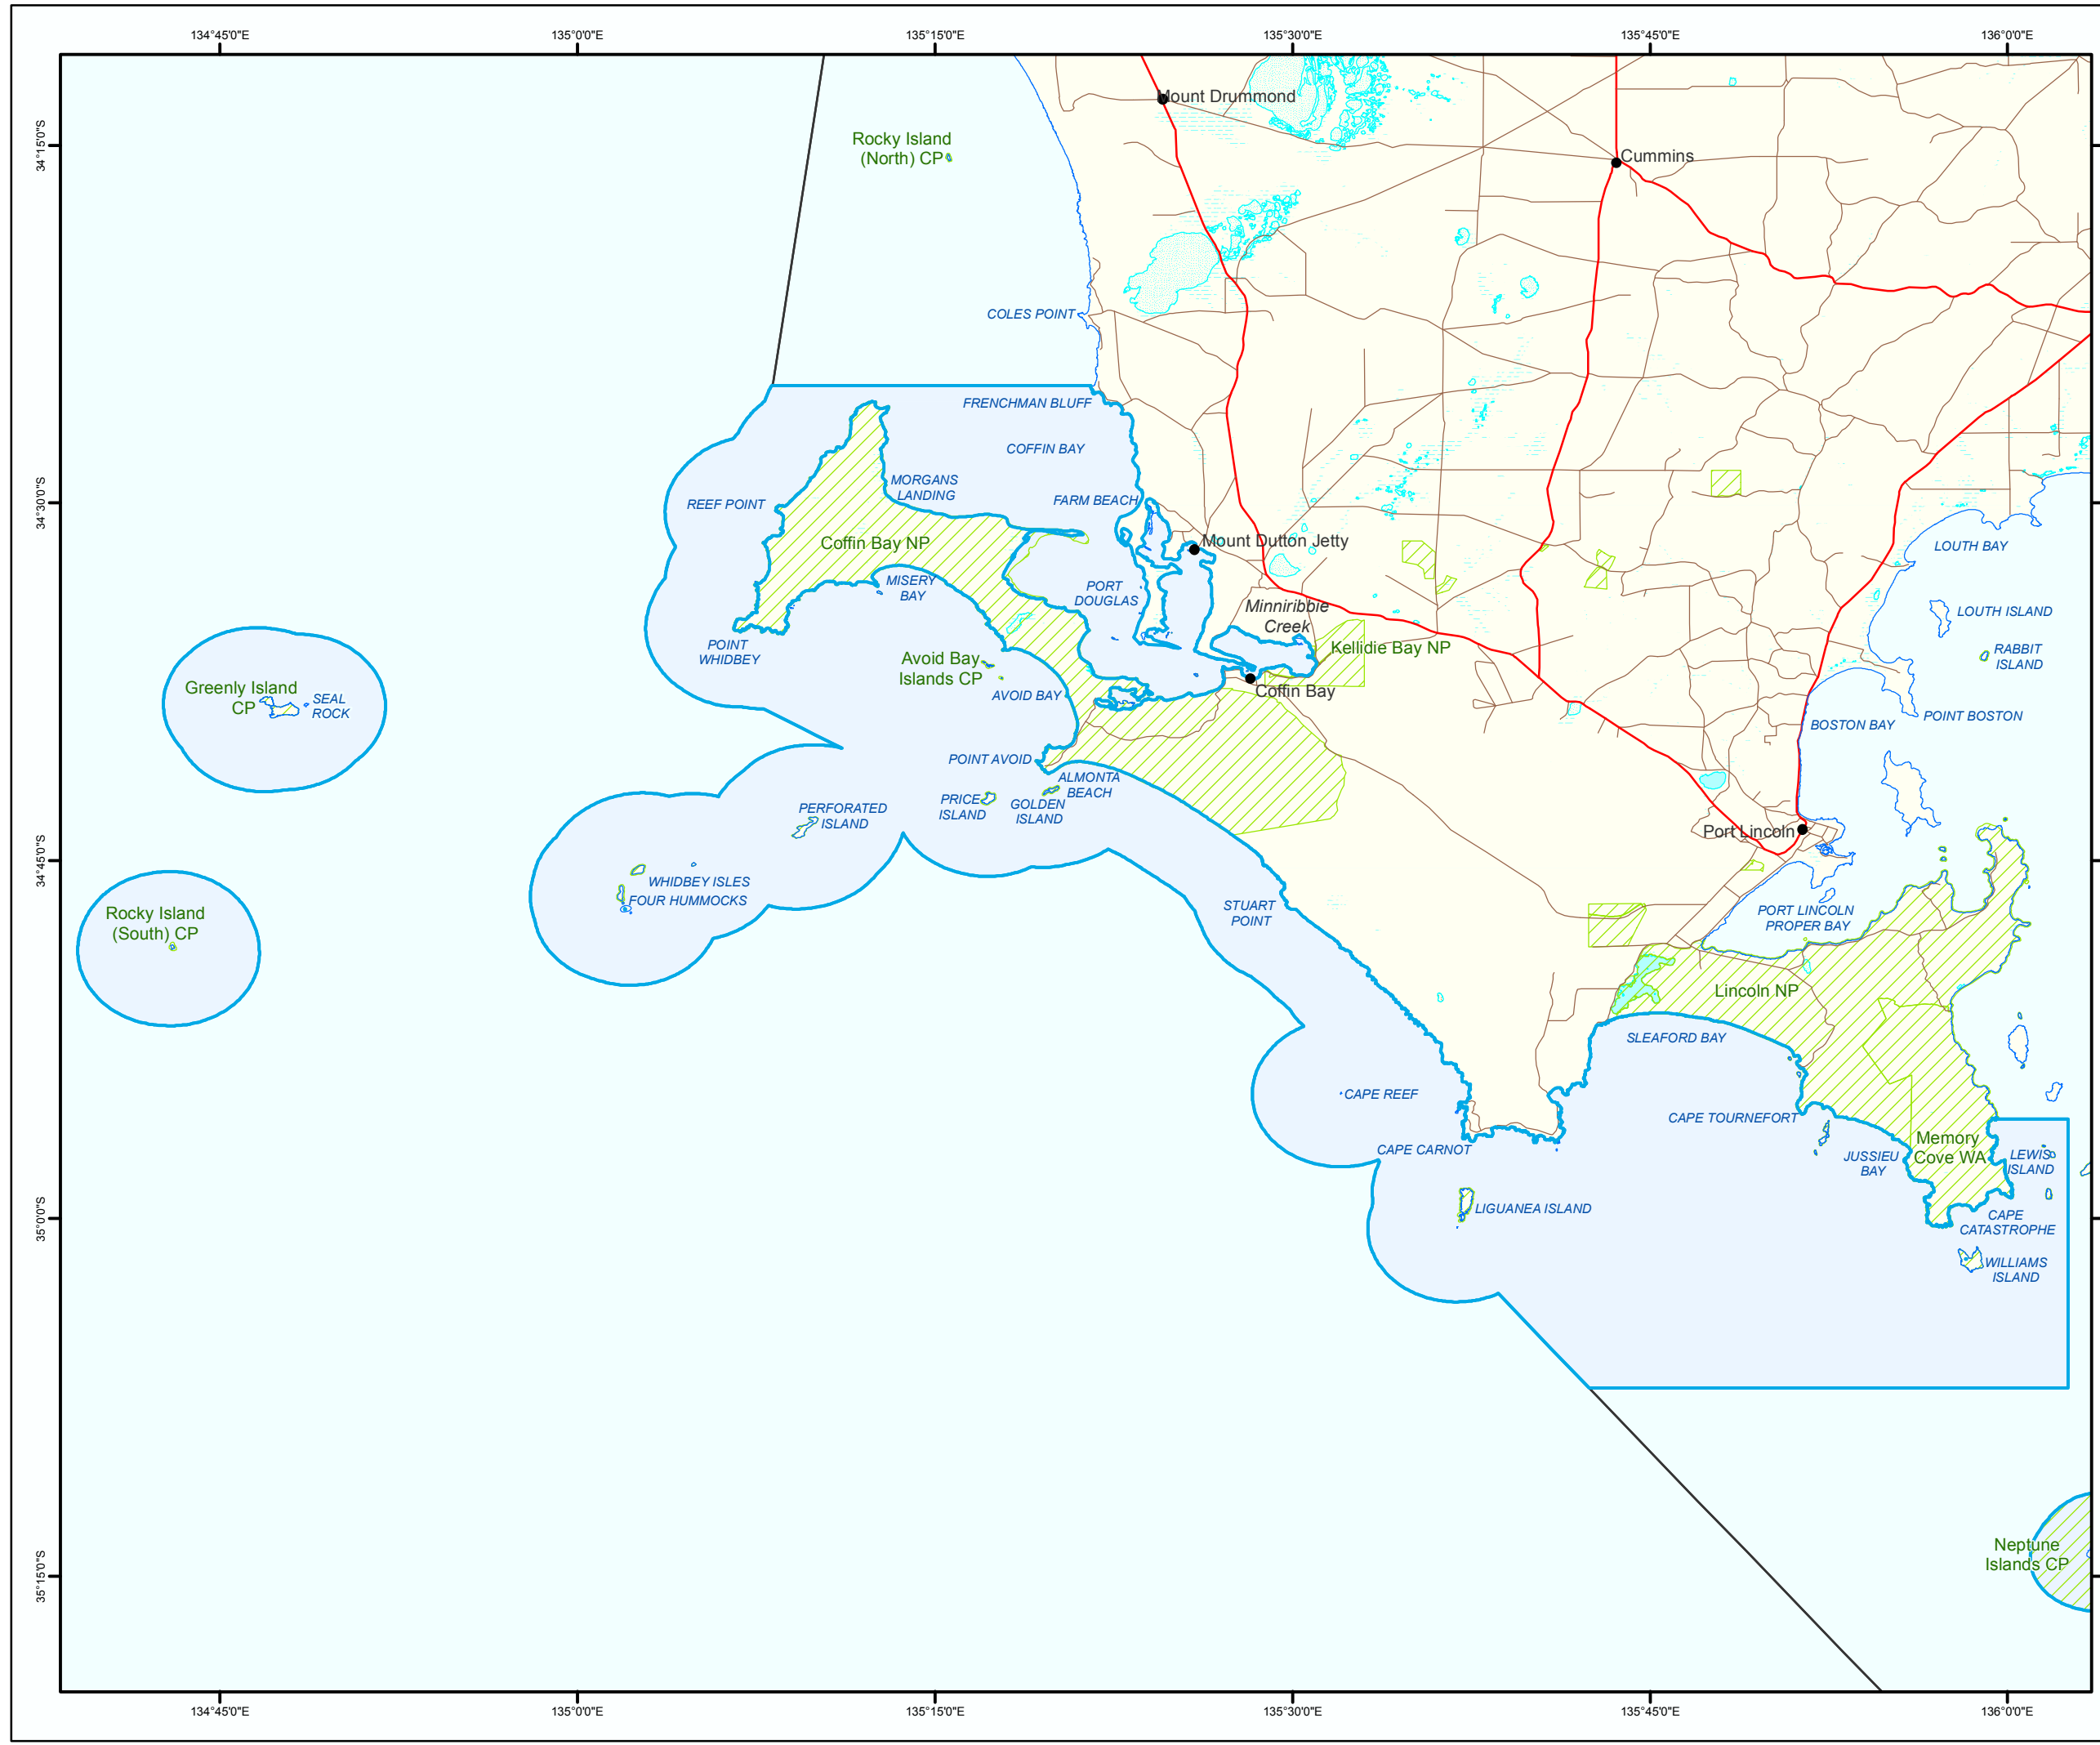 134°45'0"E
135°0'0"E
135°15'0"E
135°30'0"E
135°45'0"E
136°0'0"E
34°15'0"S
34°30'0"S
34°45'0"S
35°0'0"S
35°15'0"S
Mount Drummond
Rocky Island
(North) CP
Cummins
COLES POINT
FRENCHMAN BLUFF
COFFIN BAY
MORGANS
LANDING
FARM BEACH
REEF POINT
Coffin Bay NP
Mount Dutton Jetty
LOUTH BAY
MISERY
BAY
PORT
DOUGLAS
Minniribbie
Creek
LOUTH ISLAND
POINT
WHIDBEY
Avoid Bay
Islands CP
Kellidie Bay NP
RABBIT
ISLAND
Greenly Island
CP
SEAL
ROCK
AVOID BAY
Coffin Bay
BOSTON BAY
POINT BOSTON
POINT AVOID
ALMONTA
BEACH
PRICE
ISLAND
GOLDEN
ISLAND
PERFORATED
ISLAND
Port Lincoln
WHIDBEY ISLES
FOUR HUMMOCKS
Rocky Island
(South) CP
STUART
POINT
PORT LINCOLN
PROPER BAY
Lincoln NP
SLEAFORD BAY
CAPE REEF
CAPE TOURNEFORT
CAPE CARNOT
JUSSIEU
BAY
Memory
Cove WA
LEWIS
ISLAND
LIGUANEA ISLAND
CAPE
CATASTROPHE
WILLIAMS
ISLAND
Neptune
Islands CP
134°45'0"E
135°0'0"E
135°15'0"E
135°30'0"E
135°45'0"E
136°0'0"E